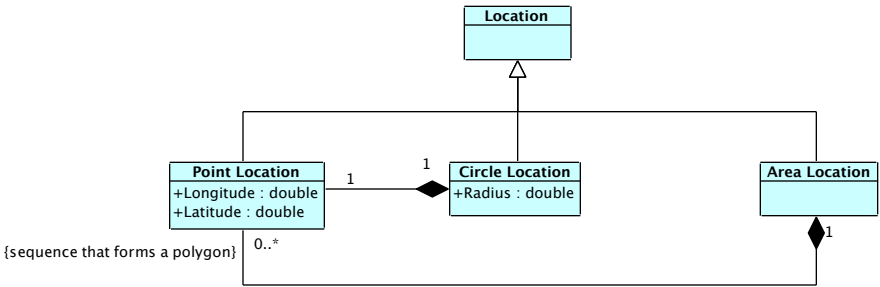 Location
Point Location
+Longitude : double
+Latitude : double
1
1
Circle Location
+Radius : double
Area Location
1
0..*
{sequence that forms a polygon}